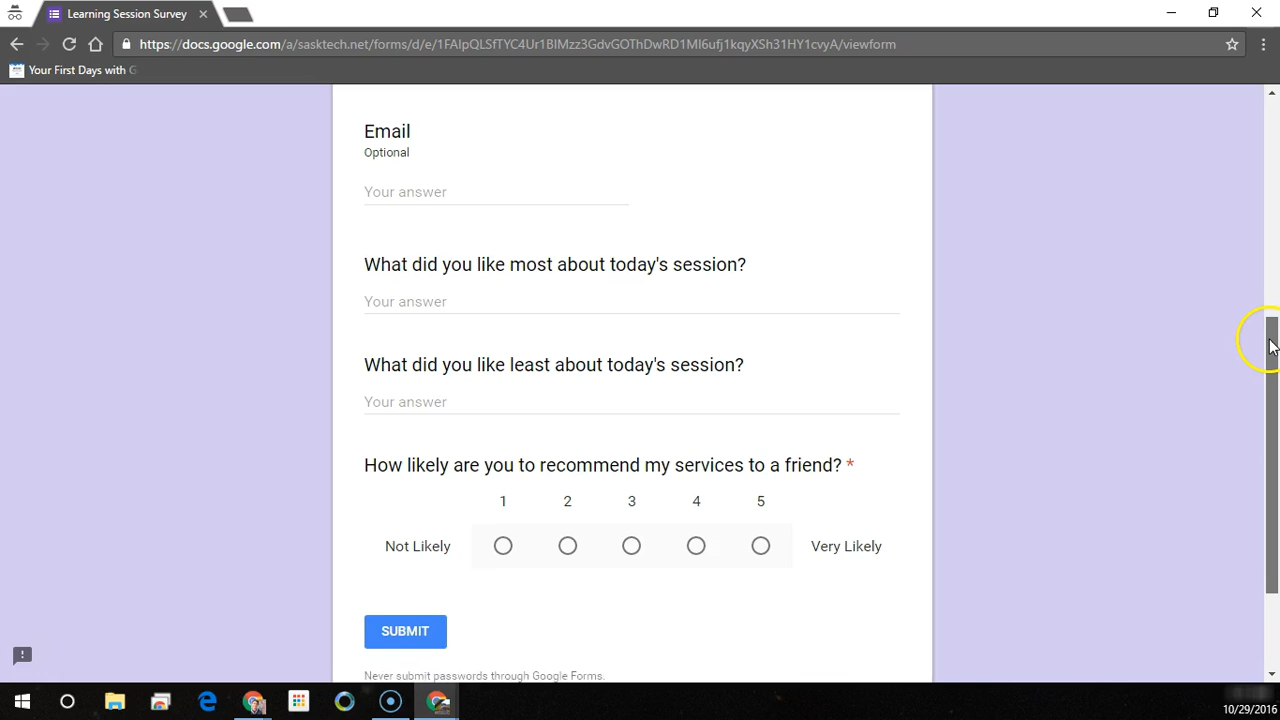 Learning Session Survey
https://docs.google.com/a/sasktech.net/forms/d/e/1FAIpQLSfTYC4Ur1BIMzz3GdvGOThDwRD1MI6ufj1kqyXSh31HY1cvyA/viewform
Your First Days with G
Email
Optional
Your answer
What did you like most about today's session?
Your answer
What did you like least about today's session?
Your answer
How likely are you to recommend my services to a friend? *
1 2 3 4 5
Not Likely Very Likely
SUBMIT
Never submit passwords through Google Forms.
10/29/2016